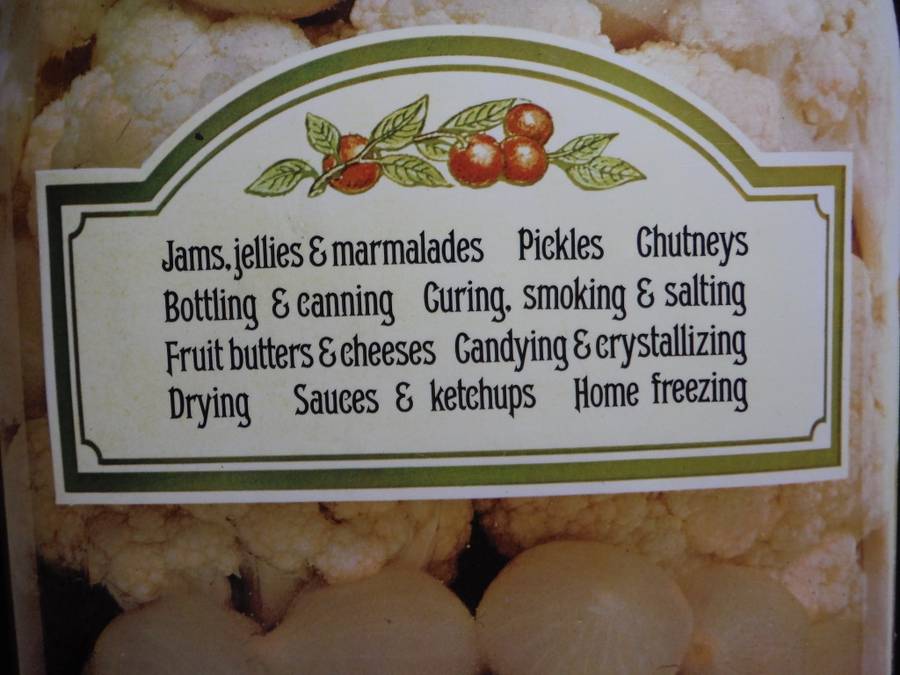 Jams, jellies & marmalades Pickles Chutneys
Bottling & canning Curing, smoking & salting
Fruit butters & cheeses Candying & crystallizing
Drying Sauces & ketchups Home freezing